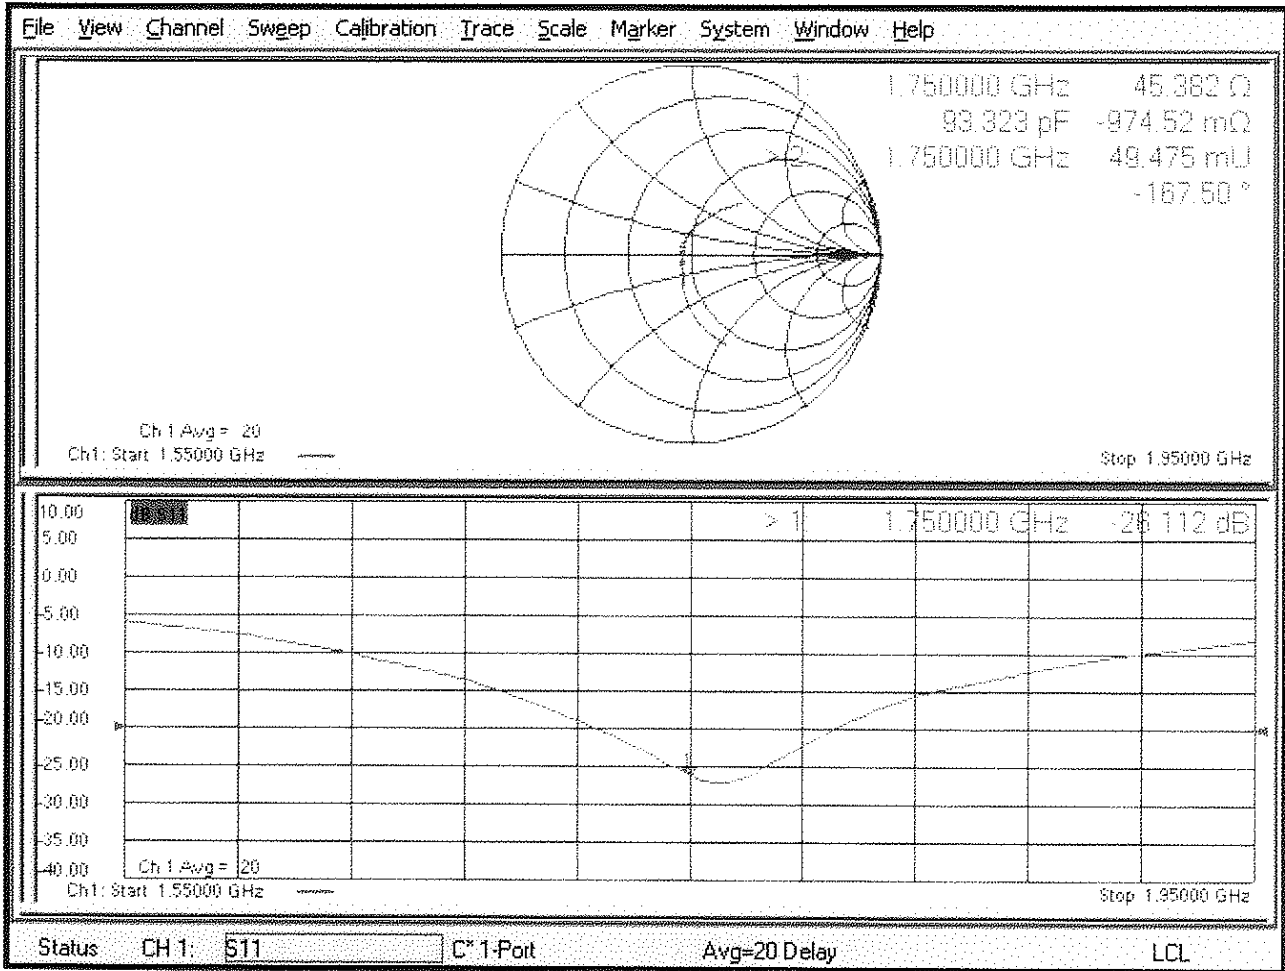 File View Channel Sweep Calibration Trace Scale Marker System Window Help
1: 1.750000 GHz 45.382 Ω
93.323 pF -974.52 mΩ
> 2: 1.750000 GHz 49.475 mU
-167.50 °
Ch 1 Avg = 20
Ch1: Start 1.55000 GHz
Stop 1.95000 GHz
10.00
> 1: 1.750000 GHz -26.112 dB
5.00
0.00
-5.00
-10.00
-15.00
-20.00
-25.00
-30.00
-35.00
-40.00
Ch 1 Avg = 20
Ch1: Start 1.55000 GHz
Stop 1.95000 GHz
Status CH 1: S11 C* 1-Port Avg=20 Delay LCL